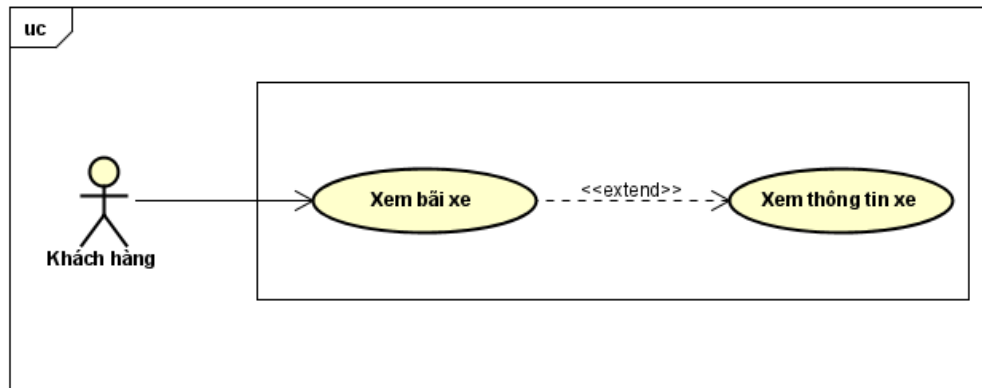 uc
Xem bãi xe
<<extend>>
Xem thông tin xe
Khách hàng